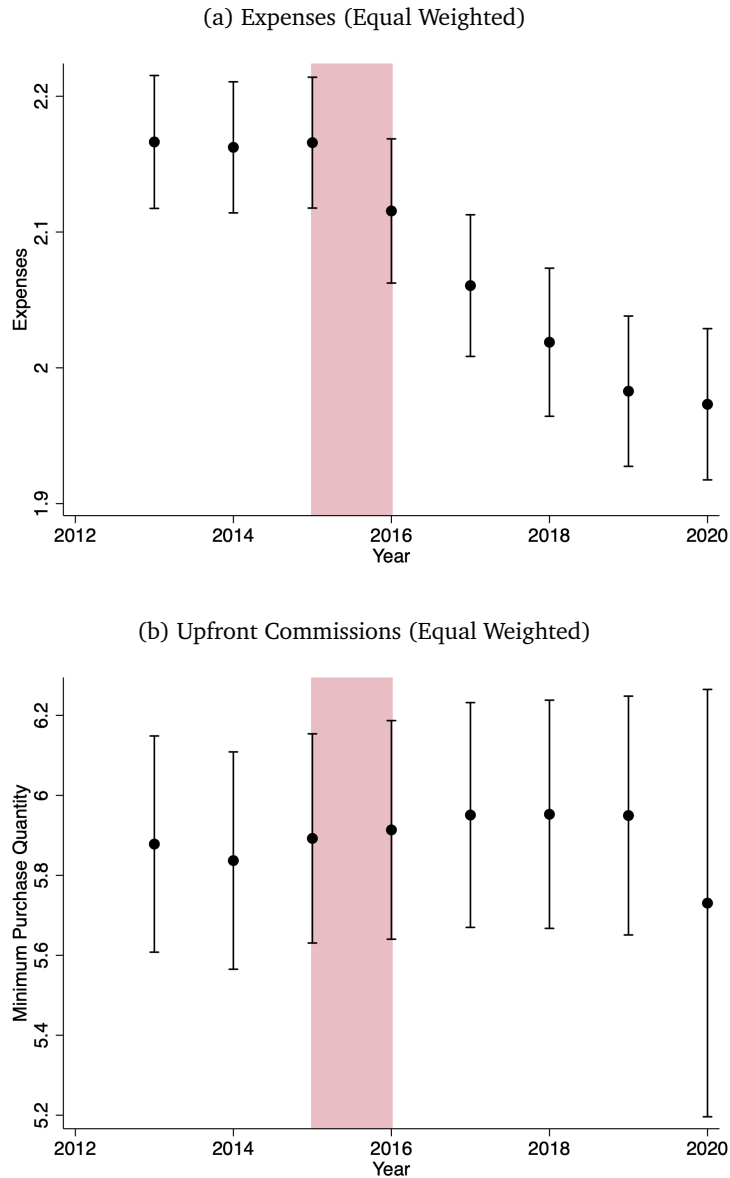 (a) Expenses (Equal Weighted)
2.2
2.1
2
1.9
Expenses
2012 2014 2016 2018 2020
Year
(b) Upfront Commissions (Equal Weighted)
6.2
6
5.8
5.6
5.4
5.2
Minimum Purchase Quantity
2012 2014 2016 2018 2020
Year